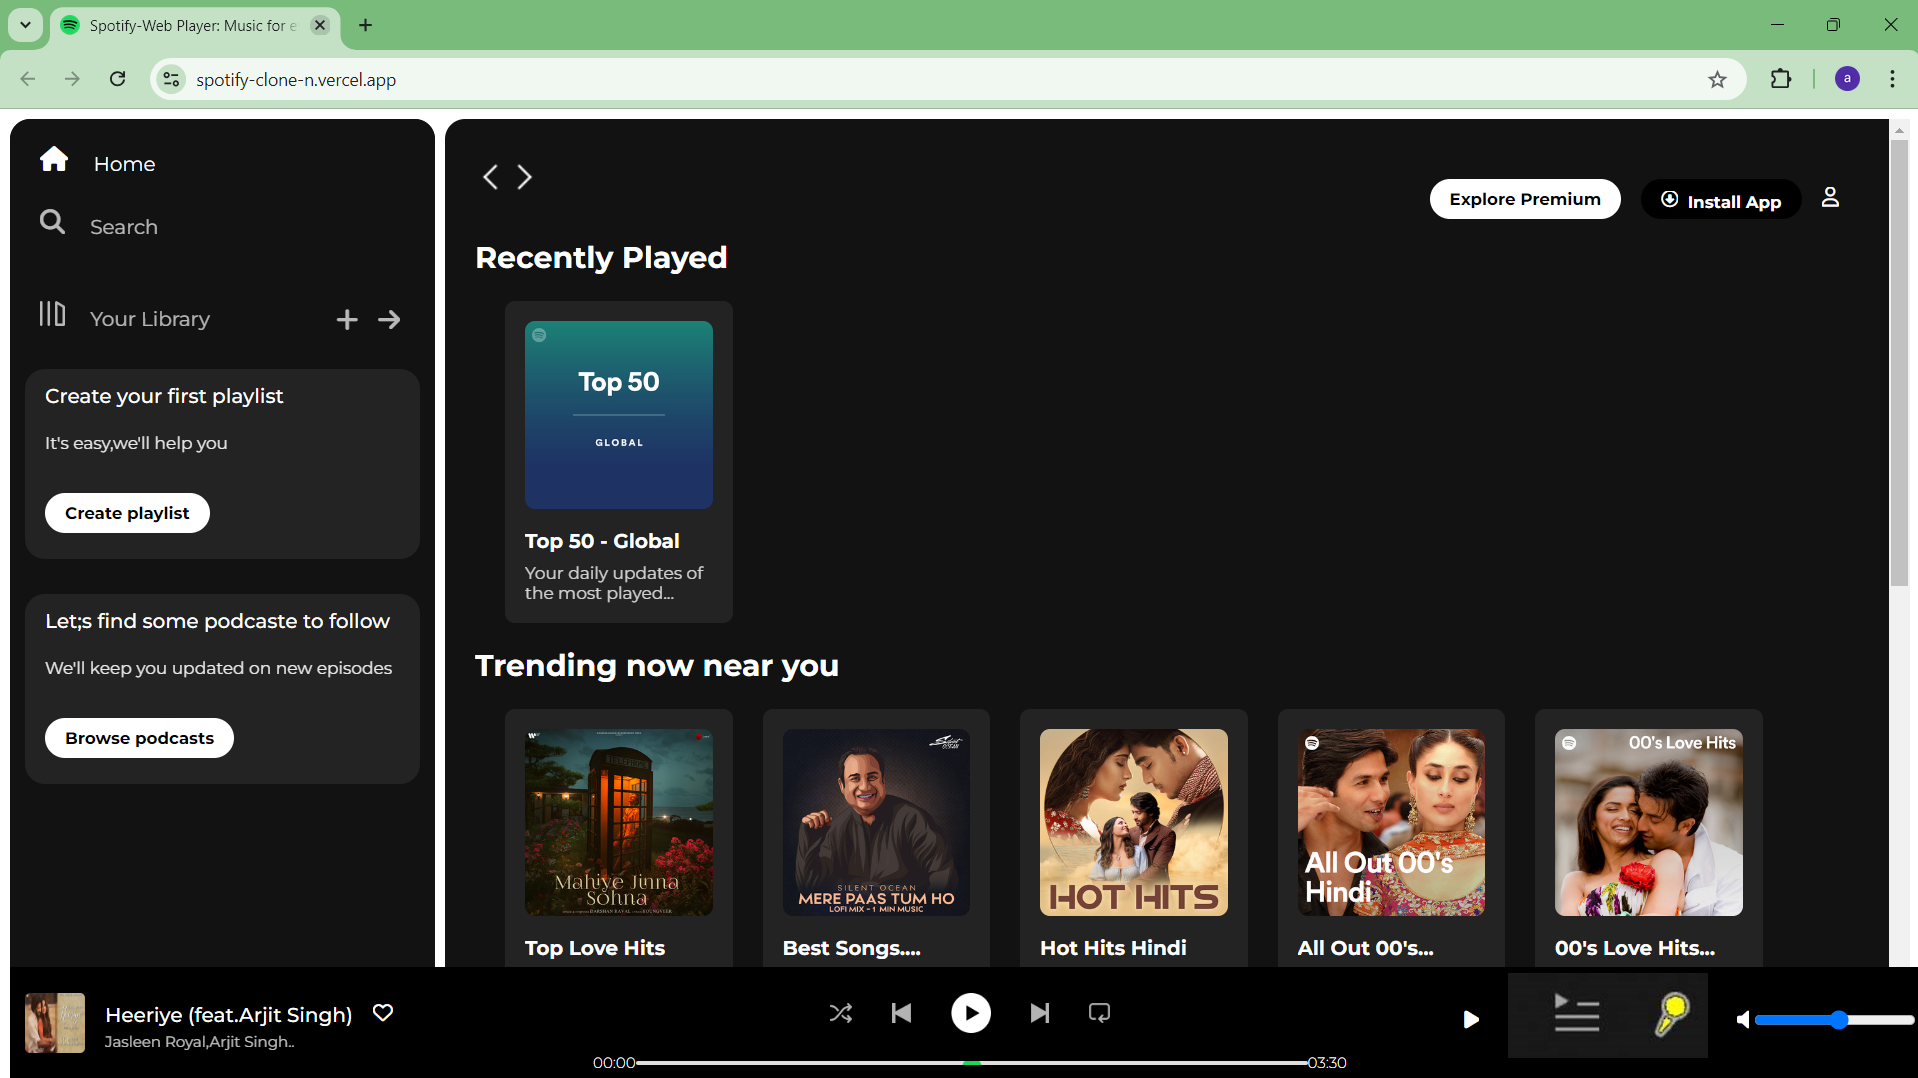 Spotify-Web Player: Music for e
spotify-clone-n.vercel.app
a
Home
Search
Your Library
Create your first playlist
It's easy,we'll help you
Create playlist
Let;s find some podcaste to follow
We'll keep you updated on new episodes
Browse podcasts
Explore Premium
Install App
Recently Played
Top 50
GLOBAL
Top 50 - Global
Your daily updates of
the most played...
Trending now near you
Mahiye Jinna
Sohna
DARSHAN RAVAL
Top Love Hits
Silent
OCEAN
SILENT OCEAN
MERE PAAS TUM HO
LOFI MIX - 1 MIN MUSIC
Best Songs....
HOT HITS
Hot Hits Hindi
All Out 00's
Hindi
All Out 00's...
00's Love Hits
00's Love Hits...
Heeriye (feat.Arjit Singh)
Jasleen Royal,Arjit Singh..
00:00
03:30